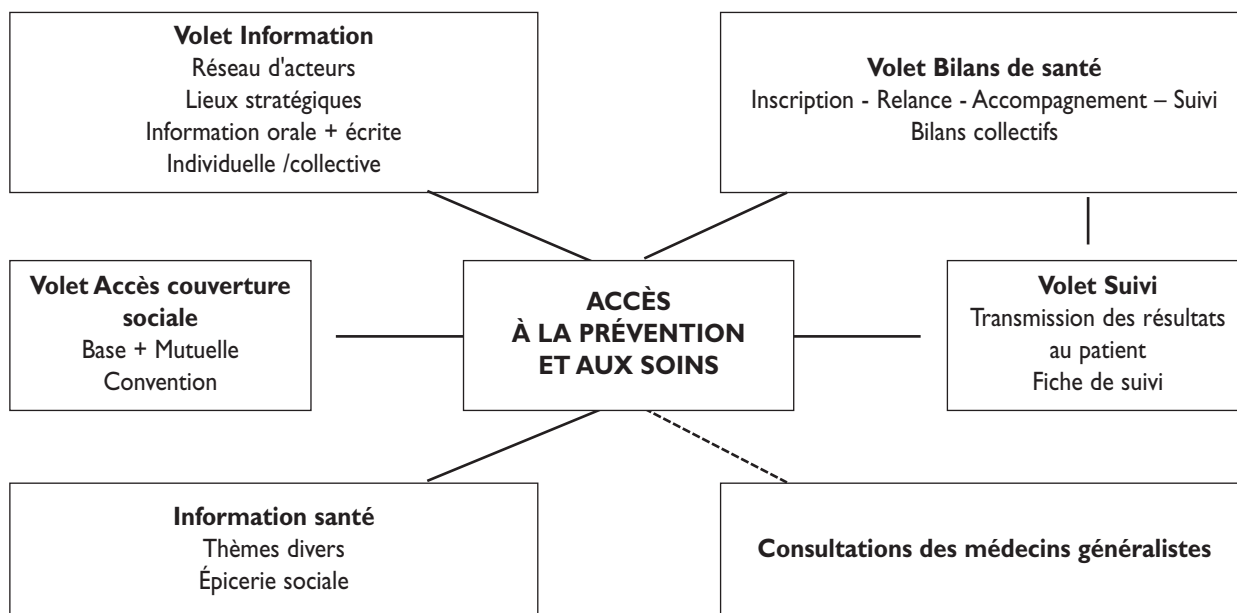 Volet Information
Réseau d'acteurs
Lieux stratégiques
Information orale + écrite
Individuelle /collective
Volet Bilans de santé
Inscription - Relance - Accompagnement – Suivi
Bilans collectifs
Volet Accès couverture
sociale
Base + Mutuelle
Convention
ACCÈS
À LA PRÉVENTION
ET AUX SOINS
Volet Suivi
Transmission des résultats
au patient
Fiche de suivi
Information santé
Thèmes divers
Épicerie sociale
Consultations des médecins généralistes